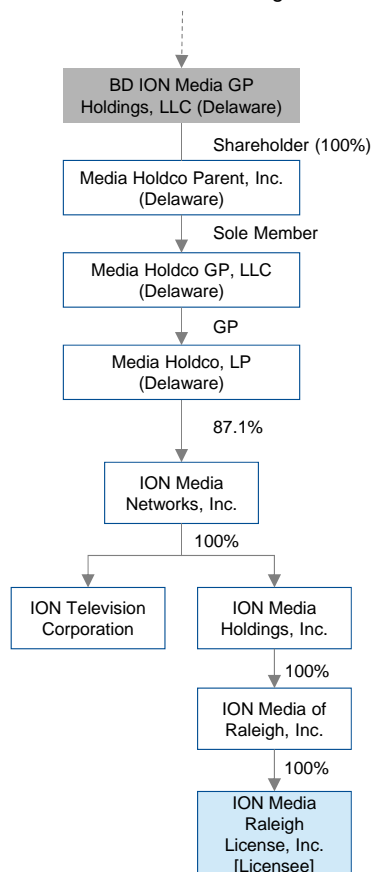 BD ION Media GP
Holdings, LLC (Delaware)
Shareholder (100%)
Media Holdco Parent, Inc.
(Delaware)
Sole Member
Media Holdco GP, LLC
(Delaware)
GP
Media Holdco, LP
(Delaware)
87.1%
ION Media
Networks, Inc.
100%
ION Television
Corporation
ION Media
Holdings, Inc.
100%
ION Media of
Raleigh, Inc.
100%
ION Media
Raleigh
License, Inc.
[Licensee]